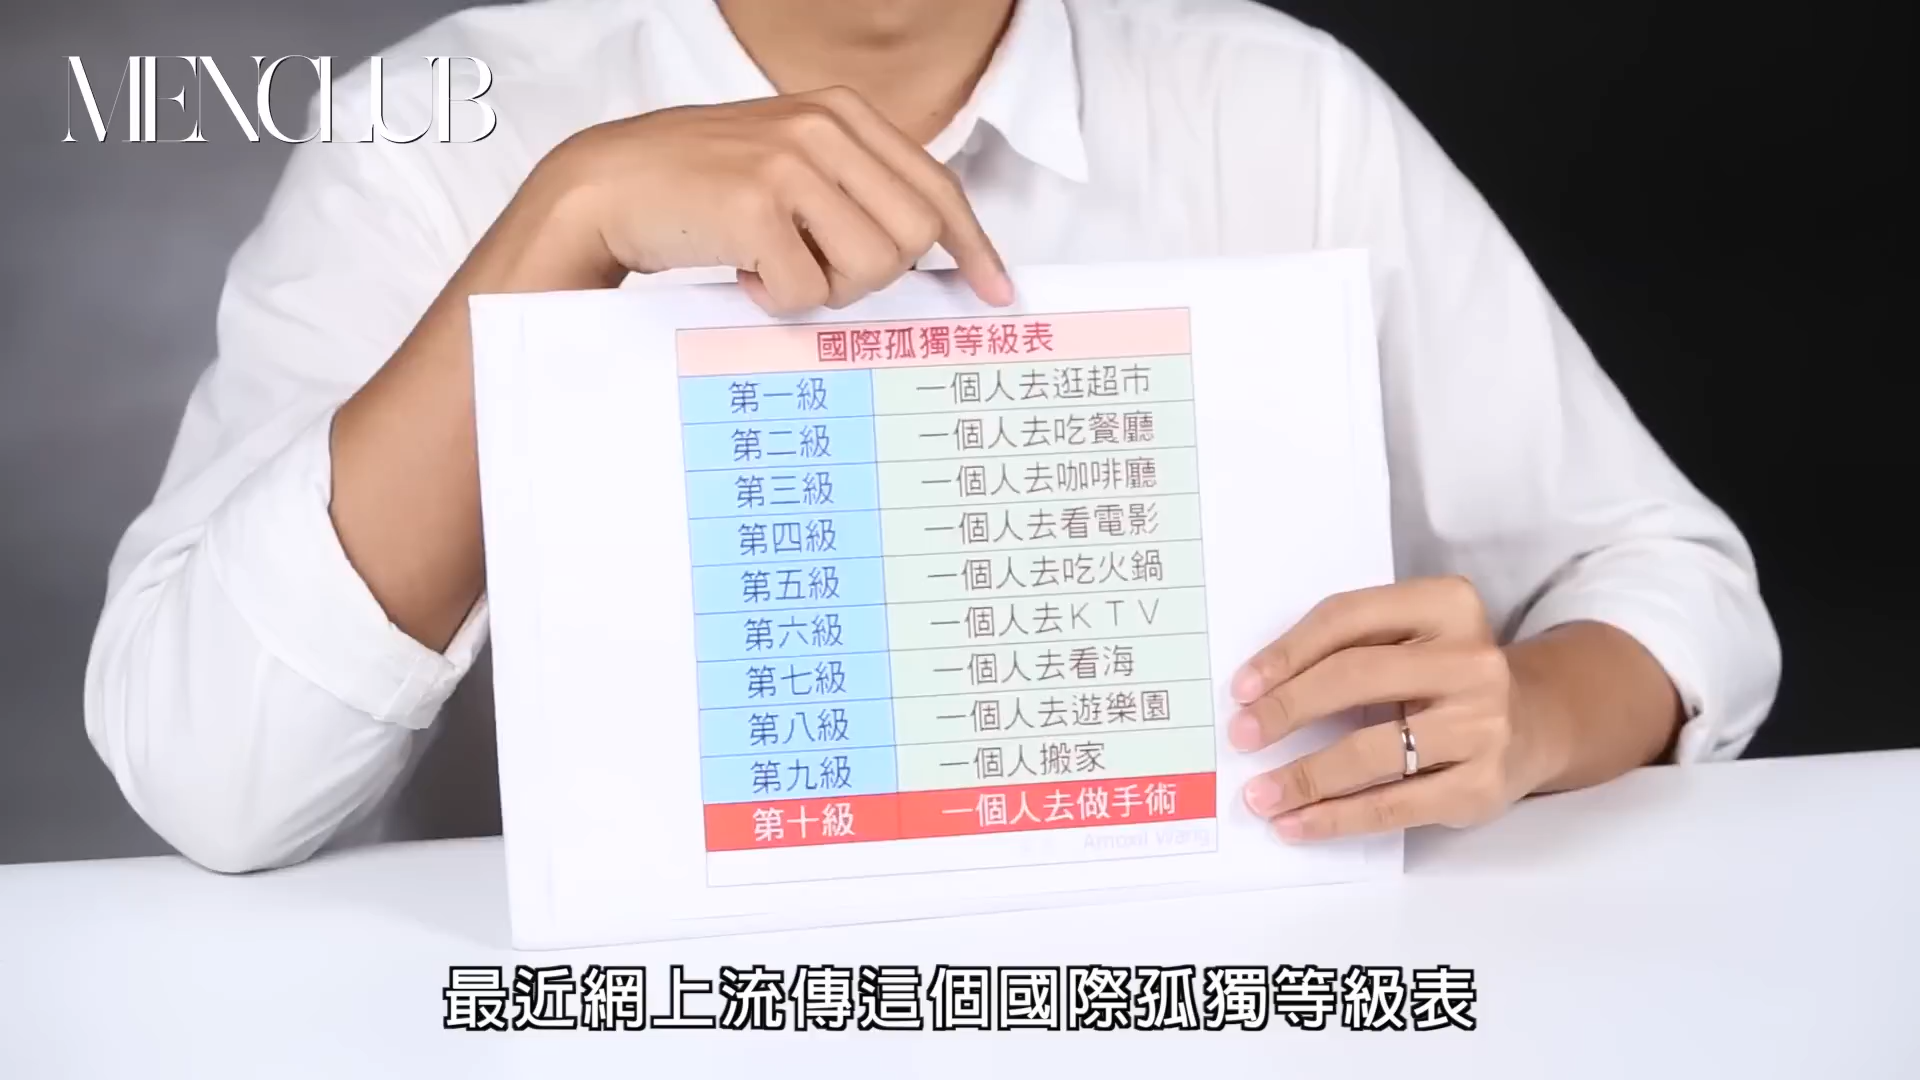 MENCLUB
國際孤獨等級表
第一級 一個人去逛超市
第二級 一個人去吃餐廳
第三級 一個人去咖啡廳
第四級 一個人去看電影
第五級 一個人去吃火鍋
第六級 一個人去KTV
第七級 一個人去看海
第八級 一個人去遊樂園
第九級 一個人搬家
第十級 一個人去做手術
Amoxil Wang
最近網上流傳這個國際孤獨等級表